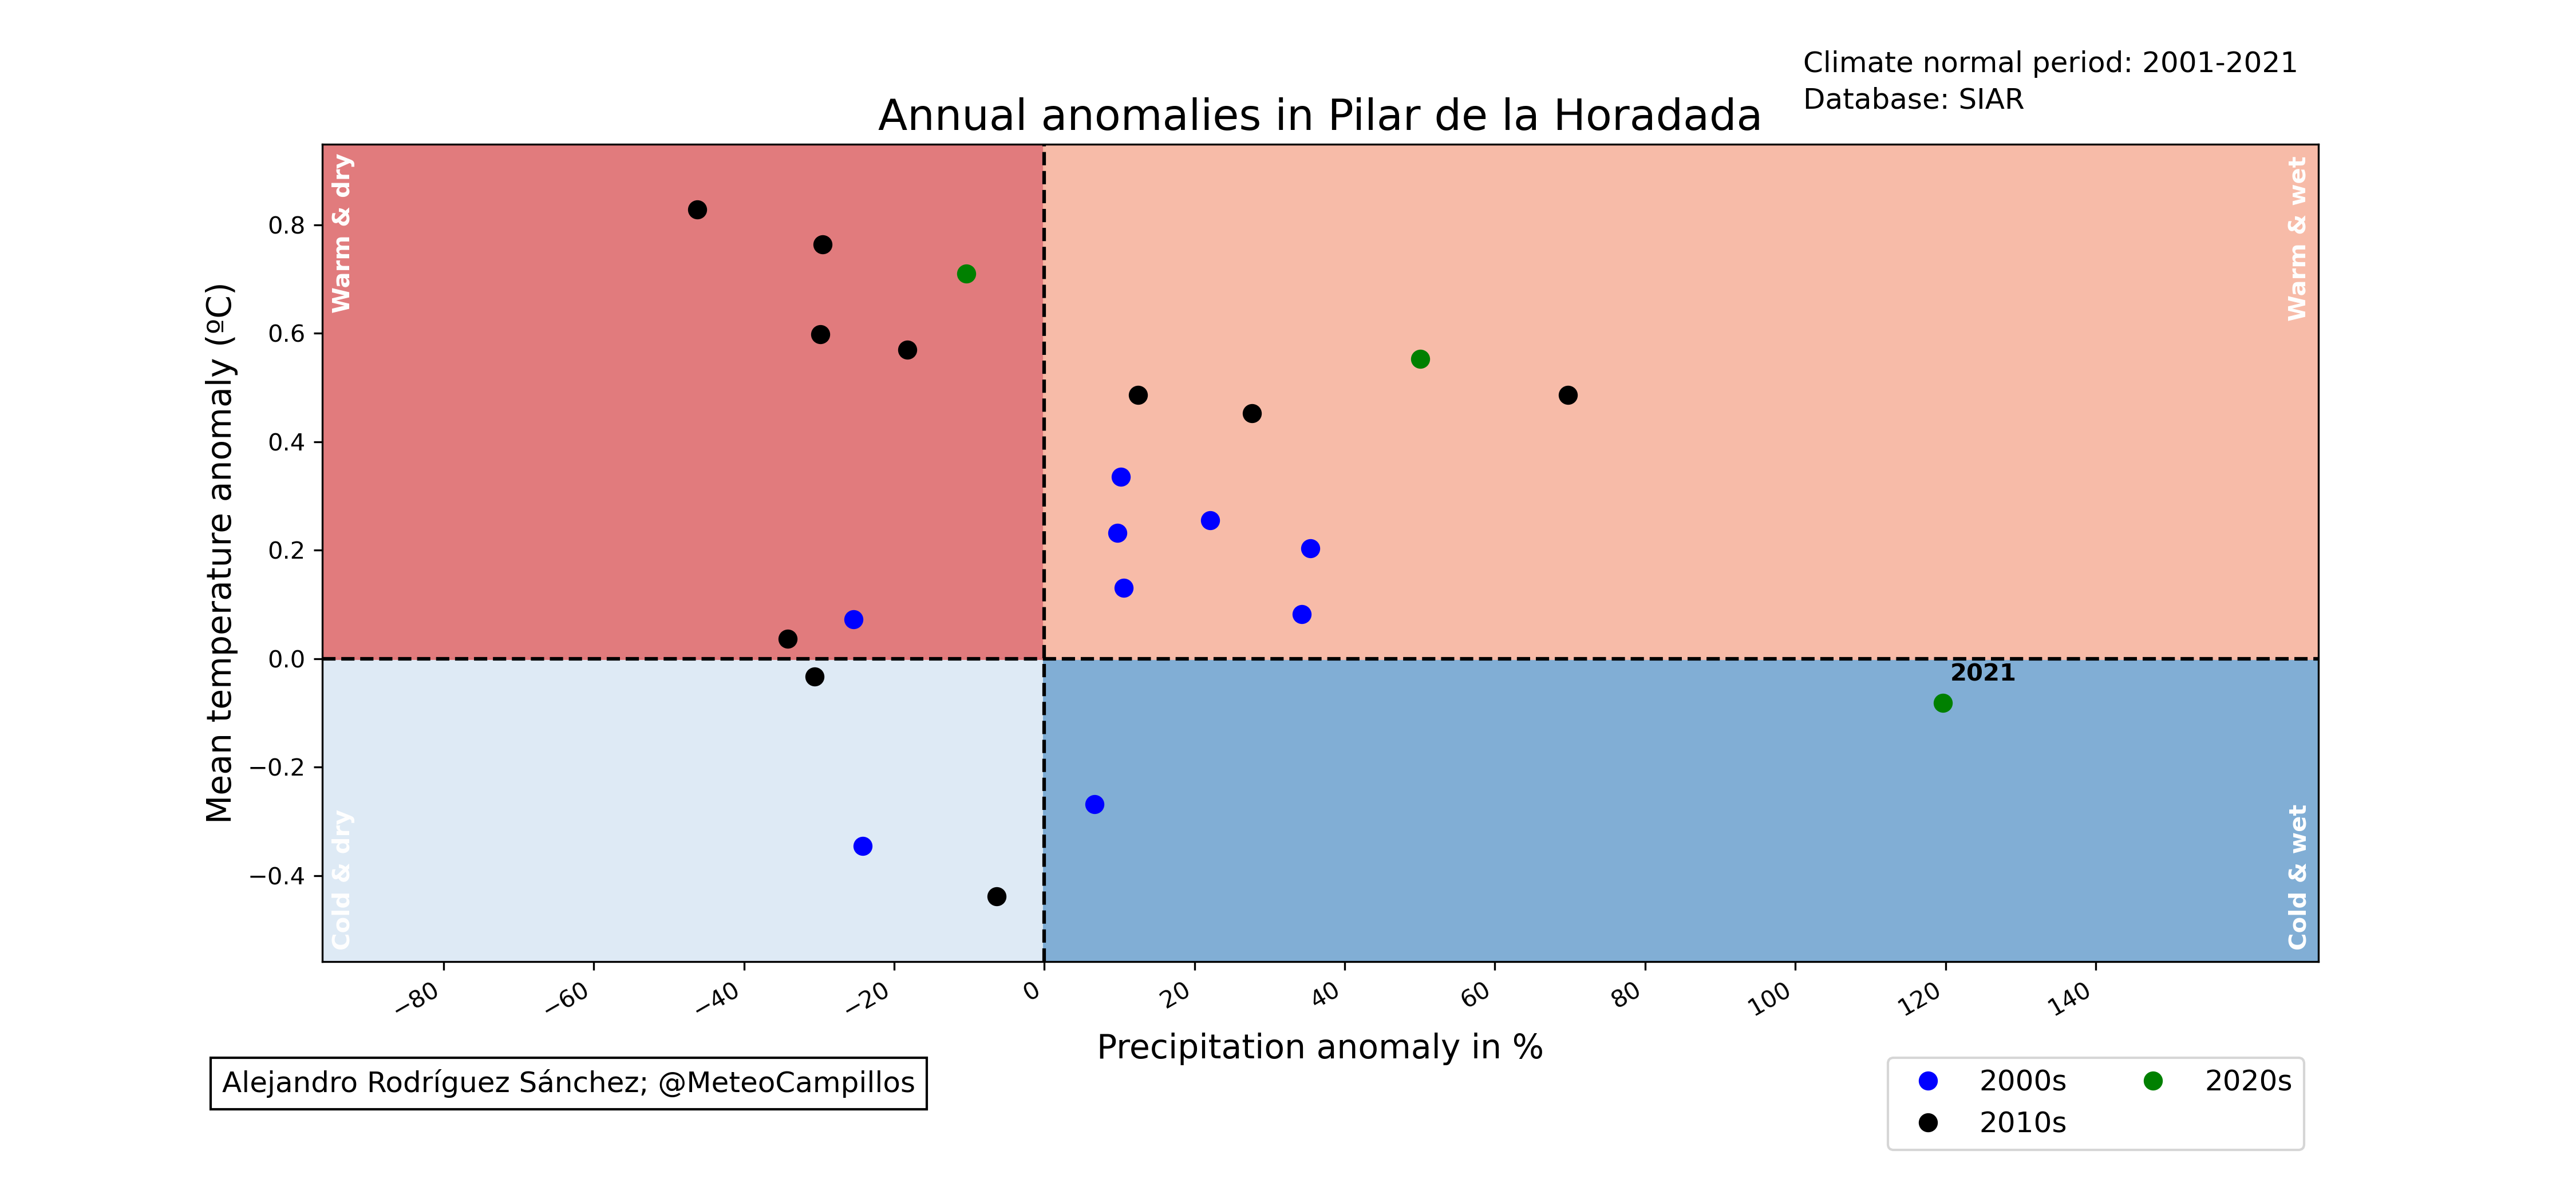 Climate normal period: 2001-2021
Database: SIAR
Annual anomalies in Pilar de la Horadada
Warm & dry
Warm & wet
Mean temperature anomaly (ºC)
0.8
0.6
0.4
0.2
0.0
−0.2
−0.4
2021
Cold & dry
Cold & wet
−80
−60
−40
−20
0
20
40
60
80
100
120
140
Precipitation anomaly in %
Alejandro Rodríguez Sánchez; @MeteoCampillos
2000s
2010s
2020s